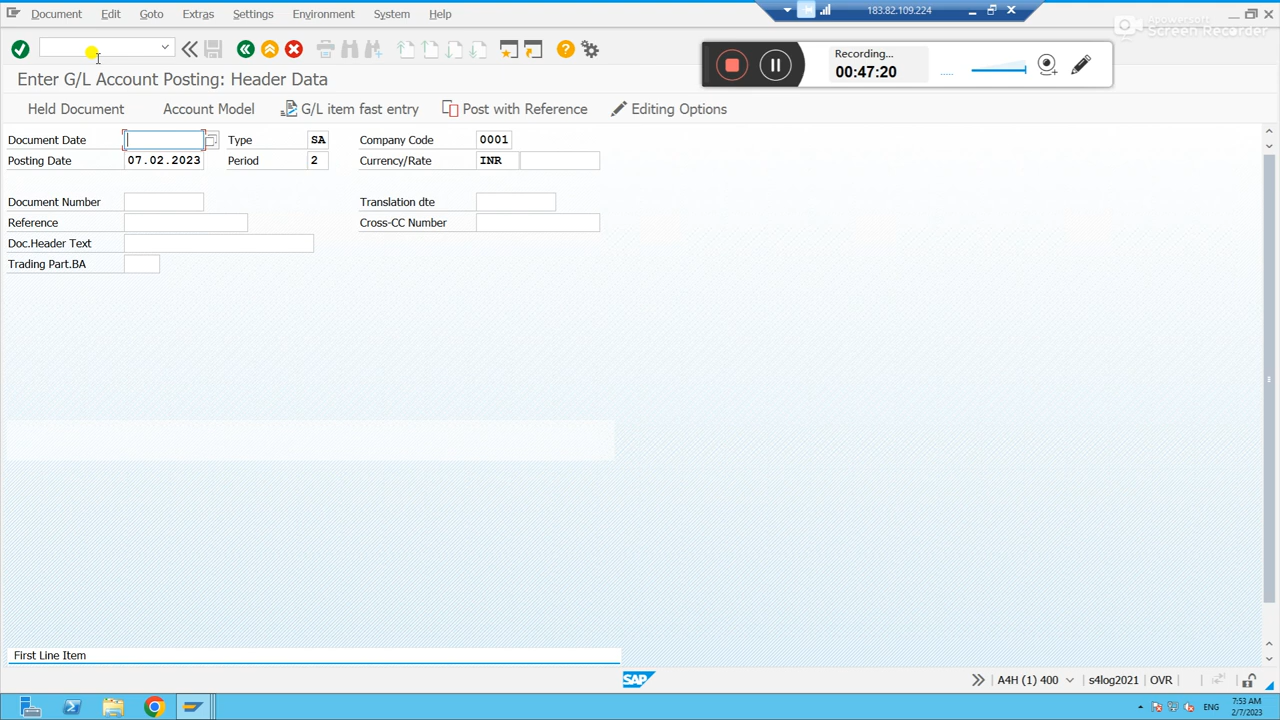 Document Edit Goto Extras Settings Environment System Help
183.82.109.224
Apowersoft
Screen Recorder
Recording...
00:47:20
Enter G/L Account Posting: Header Data
Held Document Account Model G/L item fast entry Post with Reference Editing Options
Document Date Type SA Company Code 0001
Posting Date 07.02.2023 Period 2 Currency/Rate INR
Document Number Translation dte
Reference Cross-CC Number
Doc.Header Text
Trading Part.BA
First Line Item
SAP A4H (1) 400 s4log2021 OVR
ENG 7:53 AM
2/7/2023